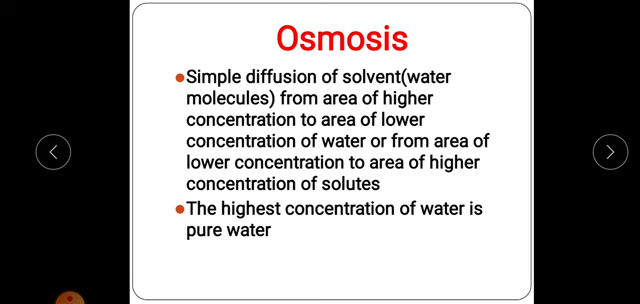 Osmosis
Simple diffusion of solvent(water
molecules) from area of higher
concentration to area of lower
concentration of water or from area of
lower concentration to area of higher
concentration of solutes
The highest concentration of water is
pure water